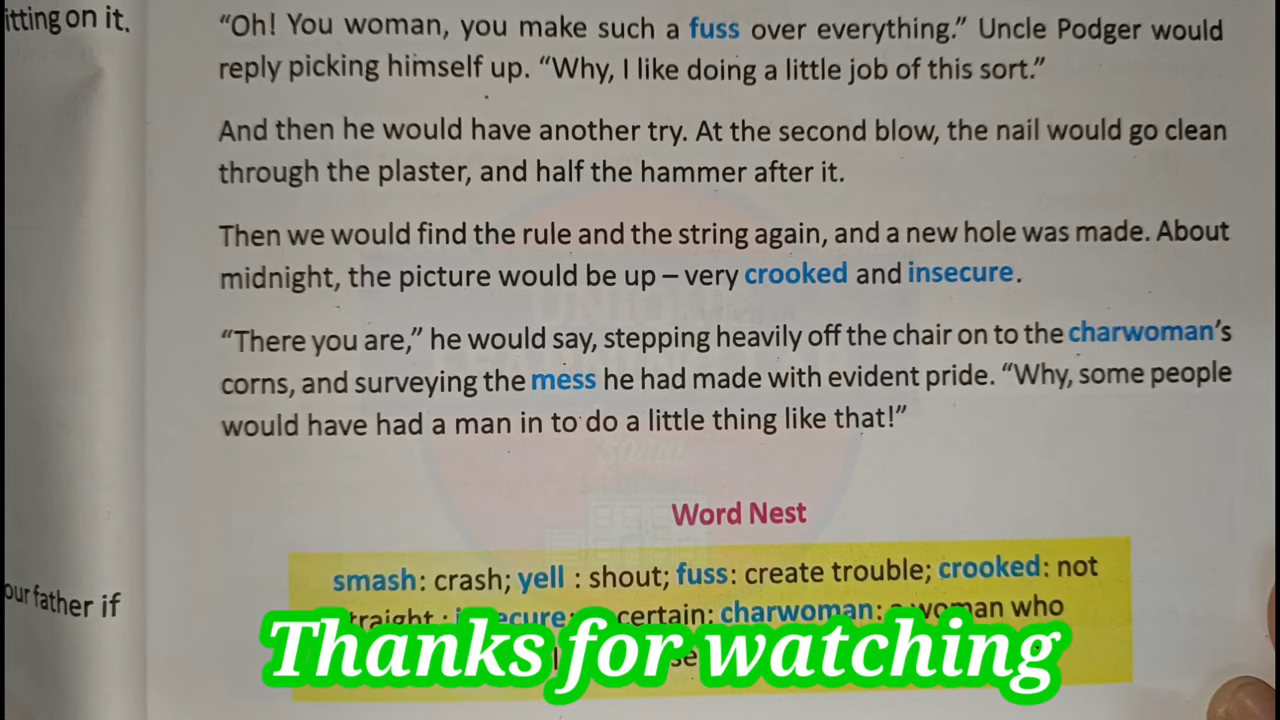 itting on it.
"Oh! You woman, you make such a fuss over everything." Uncle Podger would
reply picking himself up. "Why, I like doing a little job of this sort."
And then he would have another try. At the second blow, the nail would go clean
through the plaster, and half the hammer after it.
Then we would find the rule and the string again, and a new hole was made. About
midnight, the picture would be up – very crooked and insecure.
"There you are," he would say, stepping heavily off the chair on to the charwoman's
corns, and surveying the mess he had made with evident pride. "Why, some people
would have had a man in to do a little thing like that!"
Word Nest
smash: crash; yell : shout; fuss: create trouble; crooked: not
traight : ecure: certain: charwoman: woman who
our father if
Thanks for watching